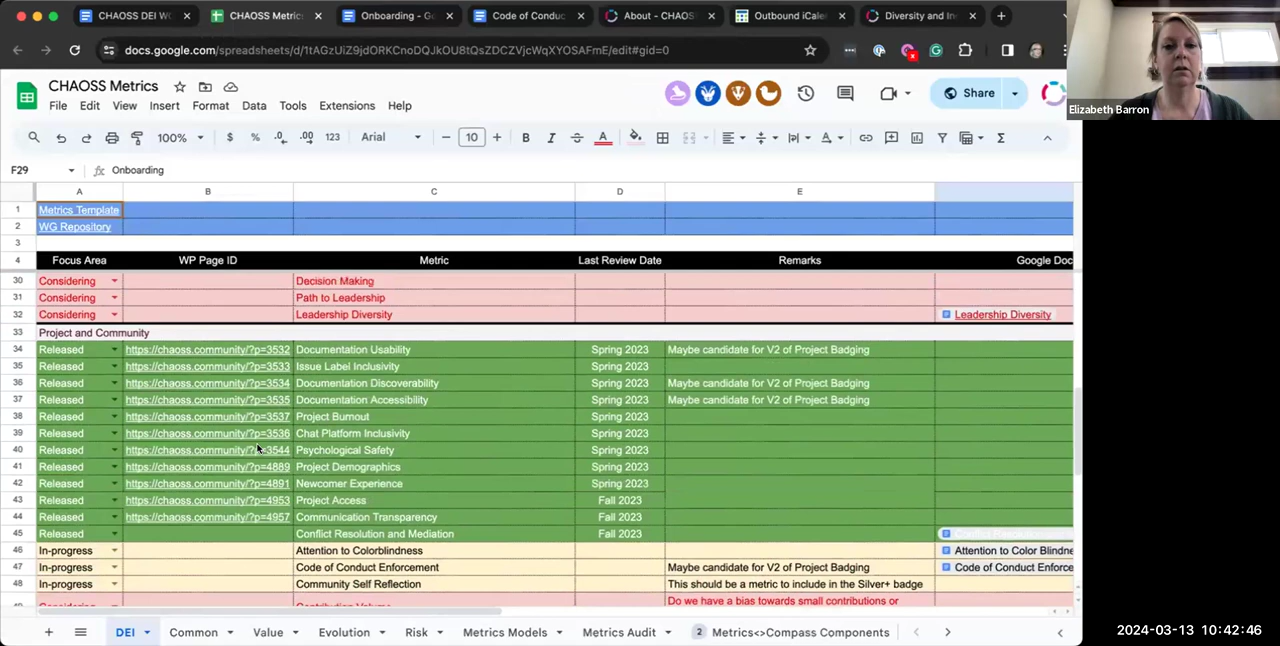 CHAOSS DEI WC
CHAOSS Metric
Onboarding - Go
Code of Conduc
About - CHAOS
Outbound iCale
Diversity and In
docs.google.com/spreadsheets/d/1tAGzUiZ9jdORKCnoDQJkOU8tQsZDCZVjcWqXYOSAFmE/edit#gid=0
Elizabeth Barron
CHAOSS Metrics
Share
File Edit View Insert Format Data Tools Extensions Help
100% $ % .0 .00 123 Arial 10 B I A
F29 fx Onboarding
A B C D E
1 Metrics Template
2 WG Repository
3
4 Focus Area WP Page ID Metric Last Review Date Remarks Google Doc
30 Considering Decision Making
31 Considering Path to Leadership
32 Considering Leadership Diversity Leadership Diversity
33 Project and Community
34 Released https://chaoss.community/?p=3532 Documentation Usability Spring 2023 Maybe candidate for V2 of Project Badging
35 Released https://chaoss.community/?p=3533 Issue Label Inclusivity Spring 2023
36 Released https://chaoss.community/?p=3534 Documentation Discoverability Spring 2023 Maybe candidate for V2 of Project Badging
37 Released https://chaoss.community/?p=3535 Documentation Accessibility Spring 2023 Maybe candidate for V2 of Project Badging
38 Released https://chaoss.community/?p=3537 Project Burnout Spring 2023
39 Released https://chaoss.community/?p=3536 Chat Platform Inclusivity Spring 2023
40 Released https://chaoss.community/?p=3544 Psychological Safety Spring 2023
41 Released https://chaoss.community/?p=4889 Project Demographics Spring 2023
42 Released https://chaoss.community/?p=4891 Newcomer Experience Spring 2023
43 Released https://chaoss.community/?p=4953 Project Access Fall 2023
44 Released https://chaoss.community/?p=4957 Communication Transparency Fall 2023
45 Released Conflict Resolution and Mediation Fall 2023
46 In-progress Attention to Colorblindness Attention to Color Blindne
47 In-progress Code of Conduct Enforcement Maybe candidate for V2 of Project Badging Code of Conduct Enforce
48 In-progress Community Self Reflection This should be a metric to include in the Silver+ badge
Considering Contribution Volume Do we have a bias towards small contributions or
DEI Common Value Evolution Risk Metrics Models Metrics Audit 2 Metrics<>Compass Components
2024-03-13 10:42:46